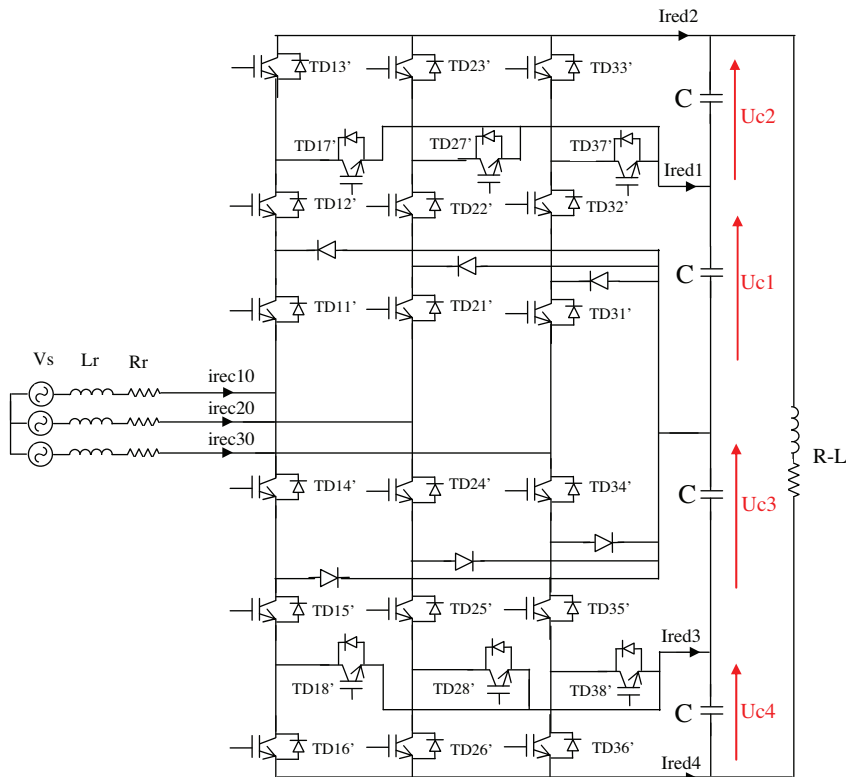 Ired2
TD13' TD23' TD33'
C Uc2
TD17' TD27' TD37'
Ired1
TD12' TD22' TD32'
C Uc1
TD11' TD21' TD31'
Vs Lr Rr
irec10
irec20
irec30
R-L
TD14' TD24' TD34'
C Uc3
TD15' TD25' TD35'
Ired3
TD18' TD28' TD38'
C Uc4
TD16' TD26' TD36'
Ired4